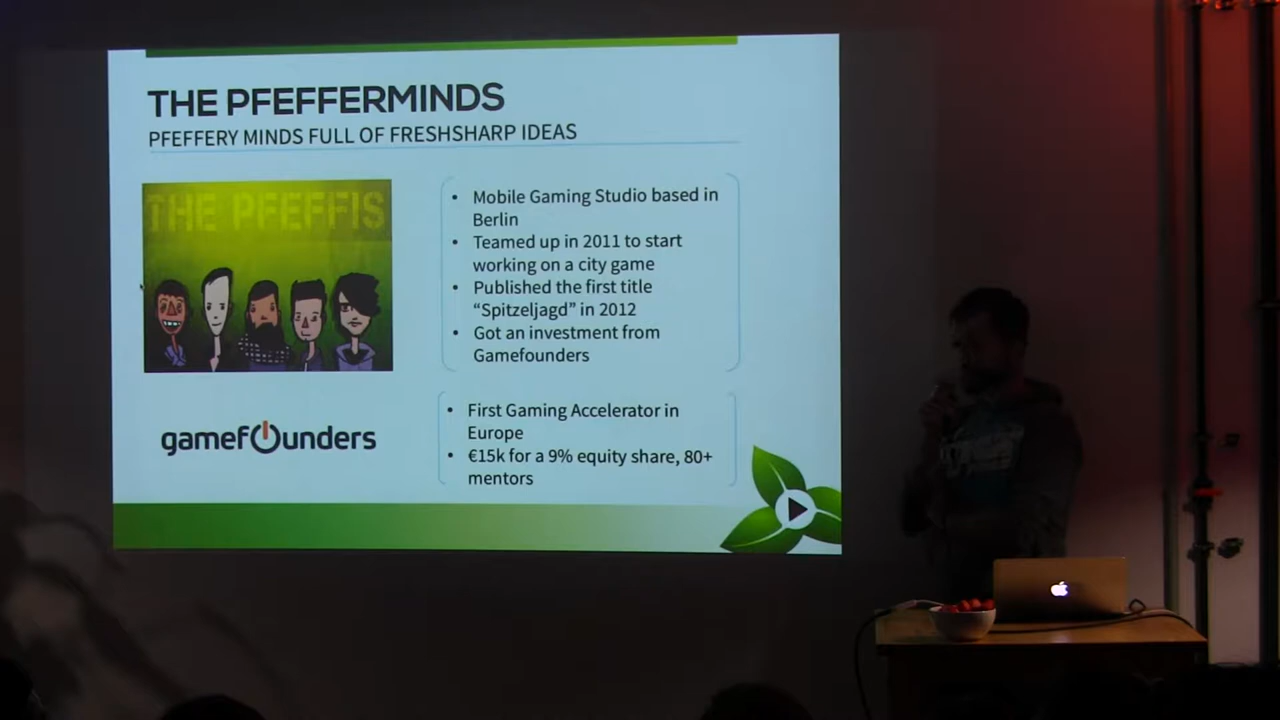 THE PFEFFERMINDS
PFEFFERY MINDS FULL OF FRESHSHARP IDEAS
THE PFEFFIS
• Mobile Gaming Studio based in
Berlin
• Teamed up in 2011 to start
working on a city game
• Published the first title
“Spitzeljagd” in 2012
• Got an investment from
Gamefounders
gamefounders
• First Gaming Accelerator in
Europe
• €15k for a 9% equity share, 80+
mentors